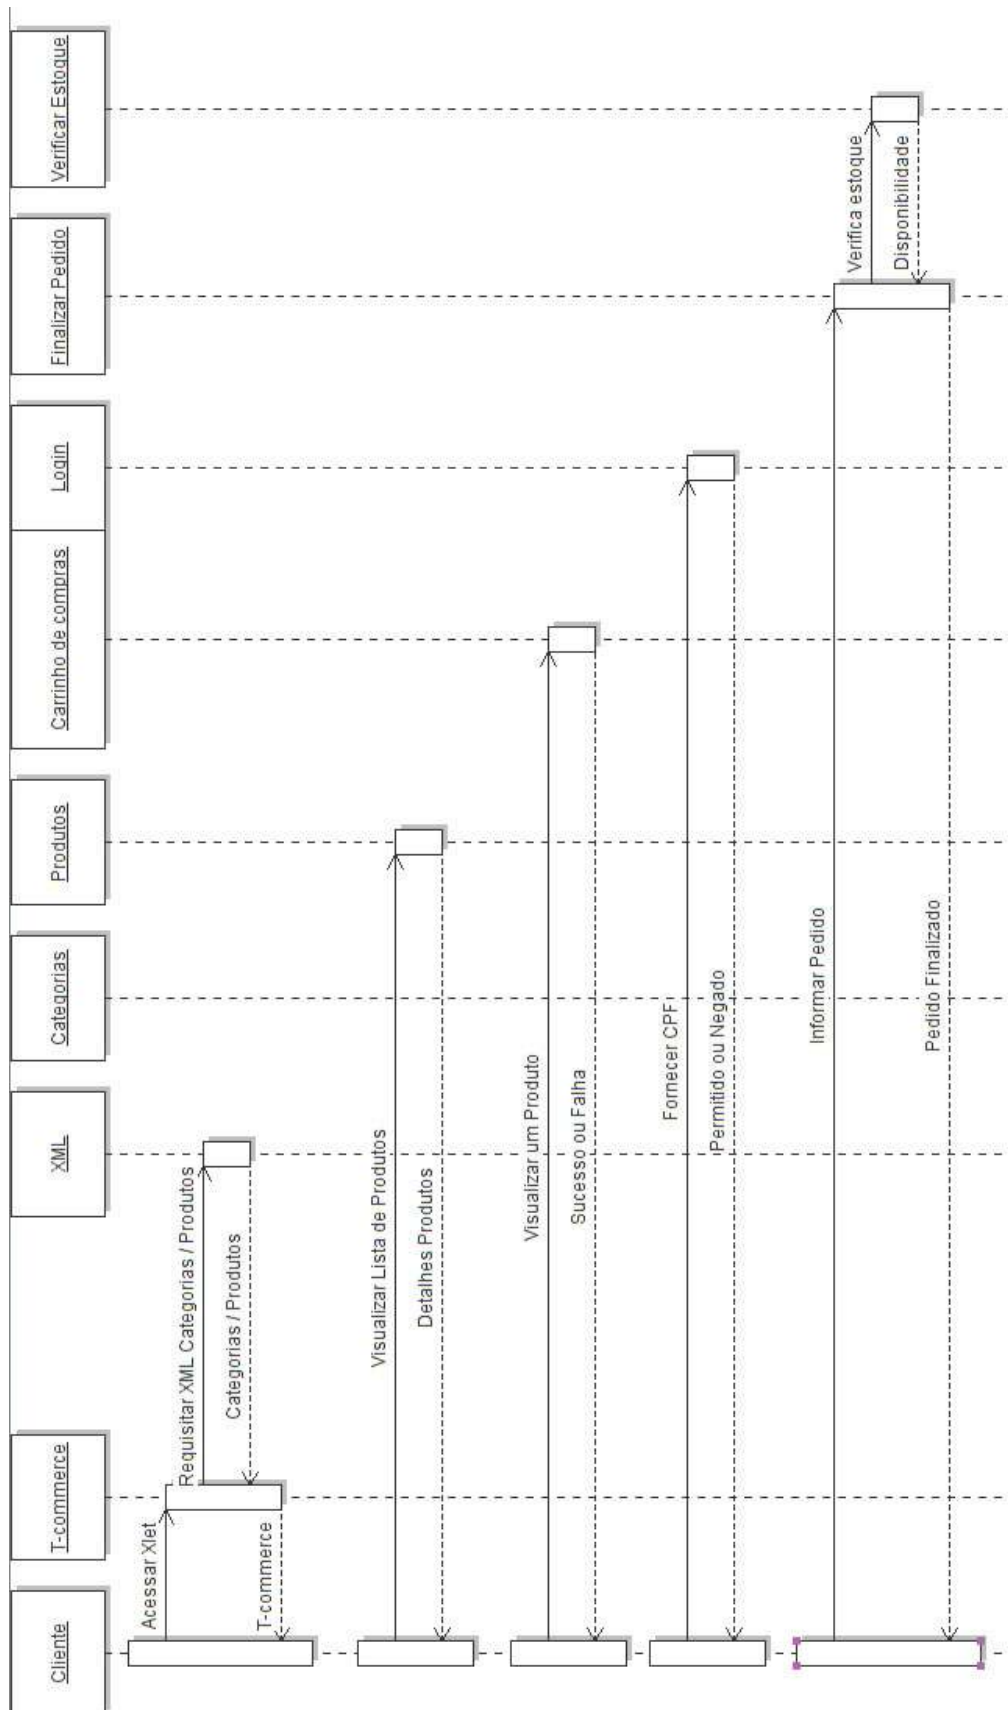 Cliente
T-commerce
XML
Categorias
Produtos
Carrinho de compras
Login
Finalizar Pedido
Verificar Estoque
Acessar Xlet
Requisitar XML Categorias / Produtos
Categorias / Produtos
T-commerce
Visualizar Lista de Produtos
Detalhes Produtos
Visualizar um Produto
Sucesso ou Falha
Fornecer CPF
Permitido ou Negado
Informar Pedido
Verifica estoque
Disponibilidade
Pedido Finalizado